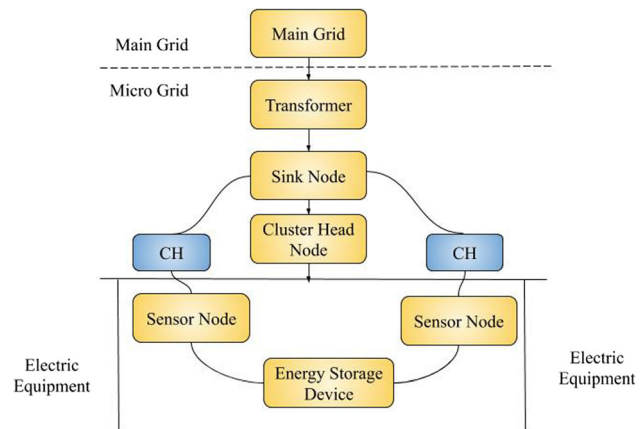 Main Grid
Main Grid
Micro Grid
Transformer
Sink Node
Cluster Head
Node
CH
CH
Sensor Node
Sensor Node
Electric
Equipment
Energy Storage
Device
Electric
Equipment